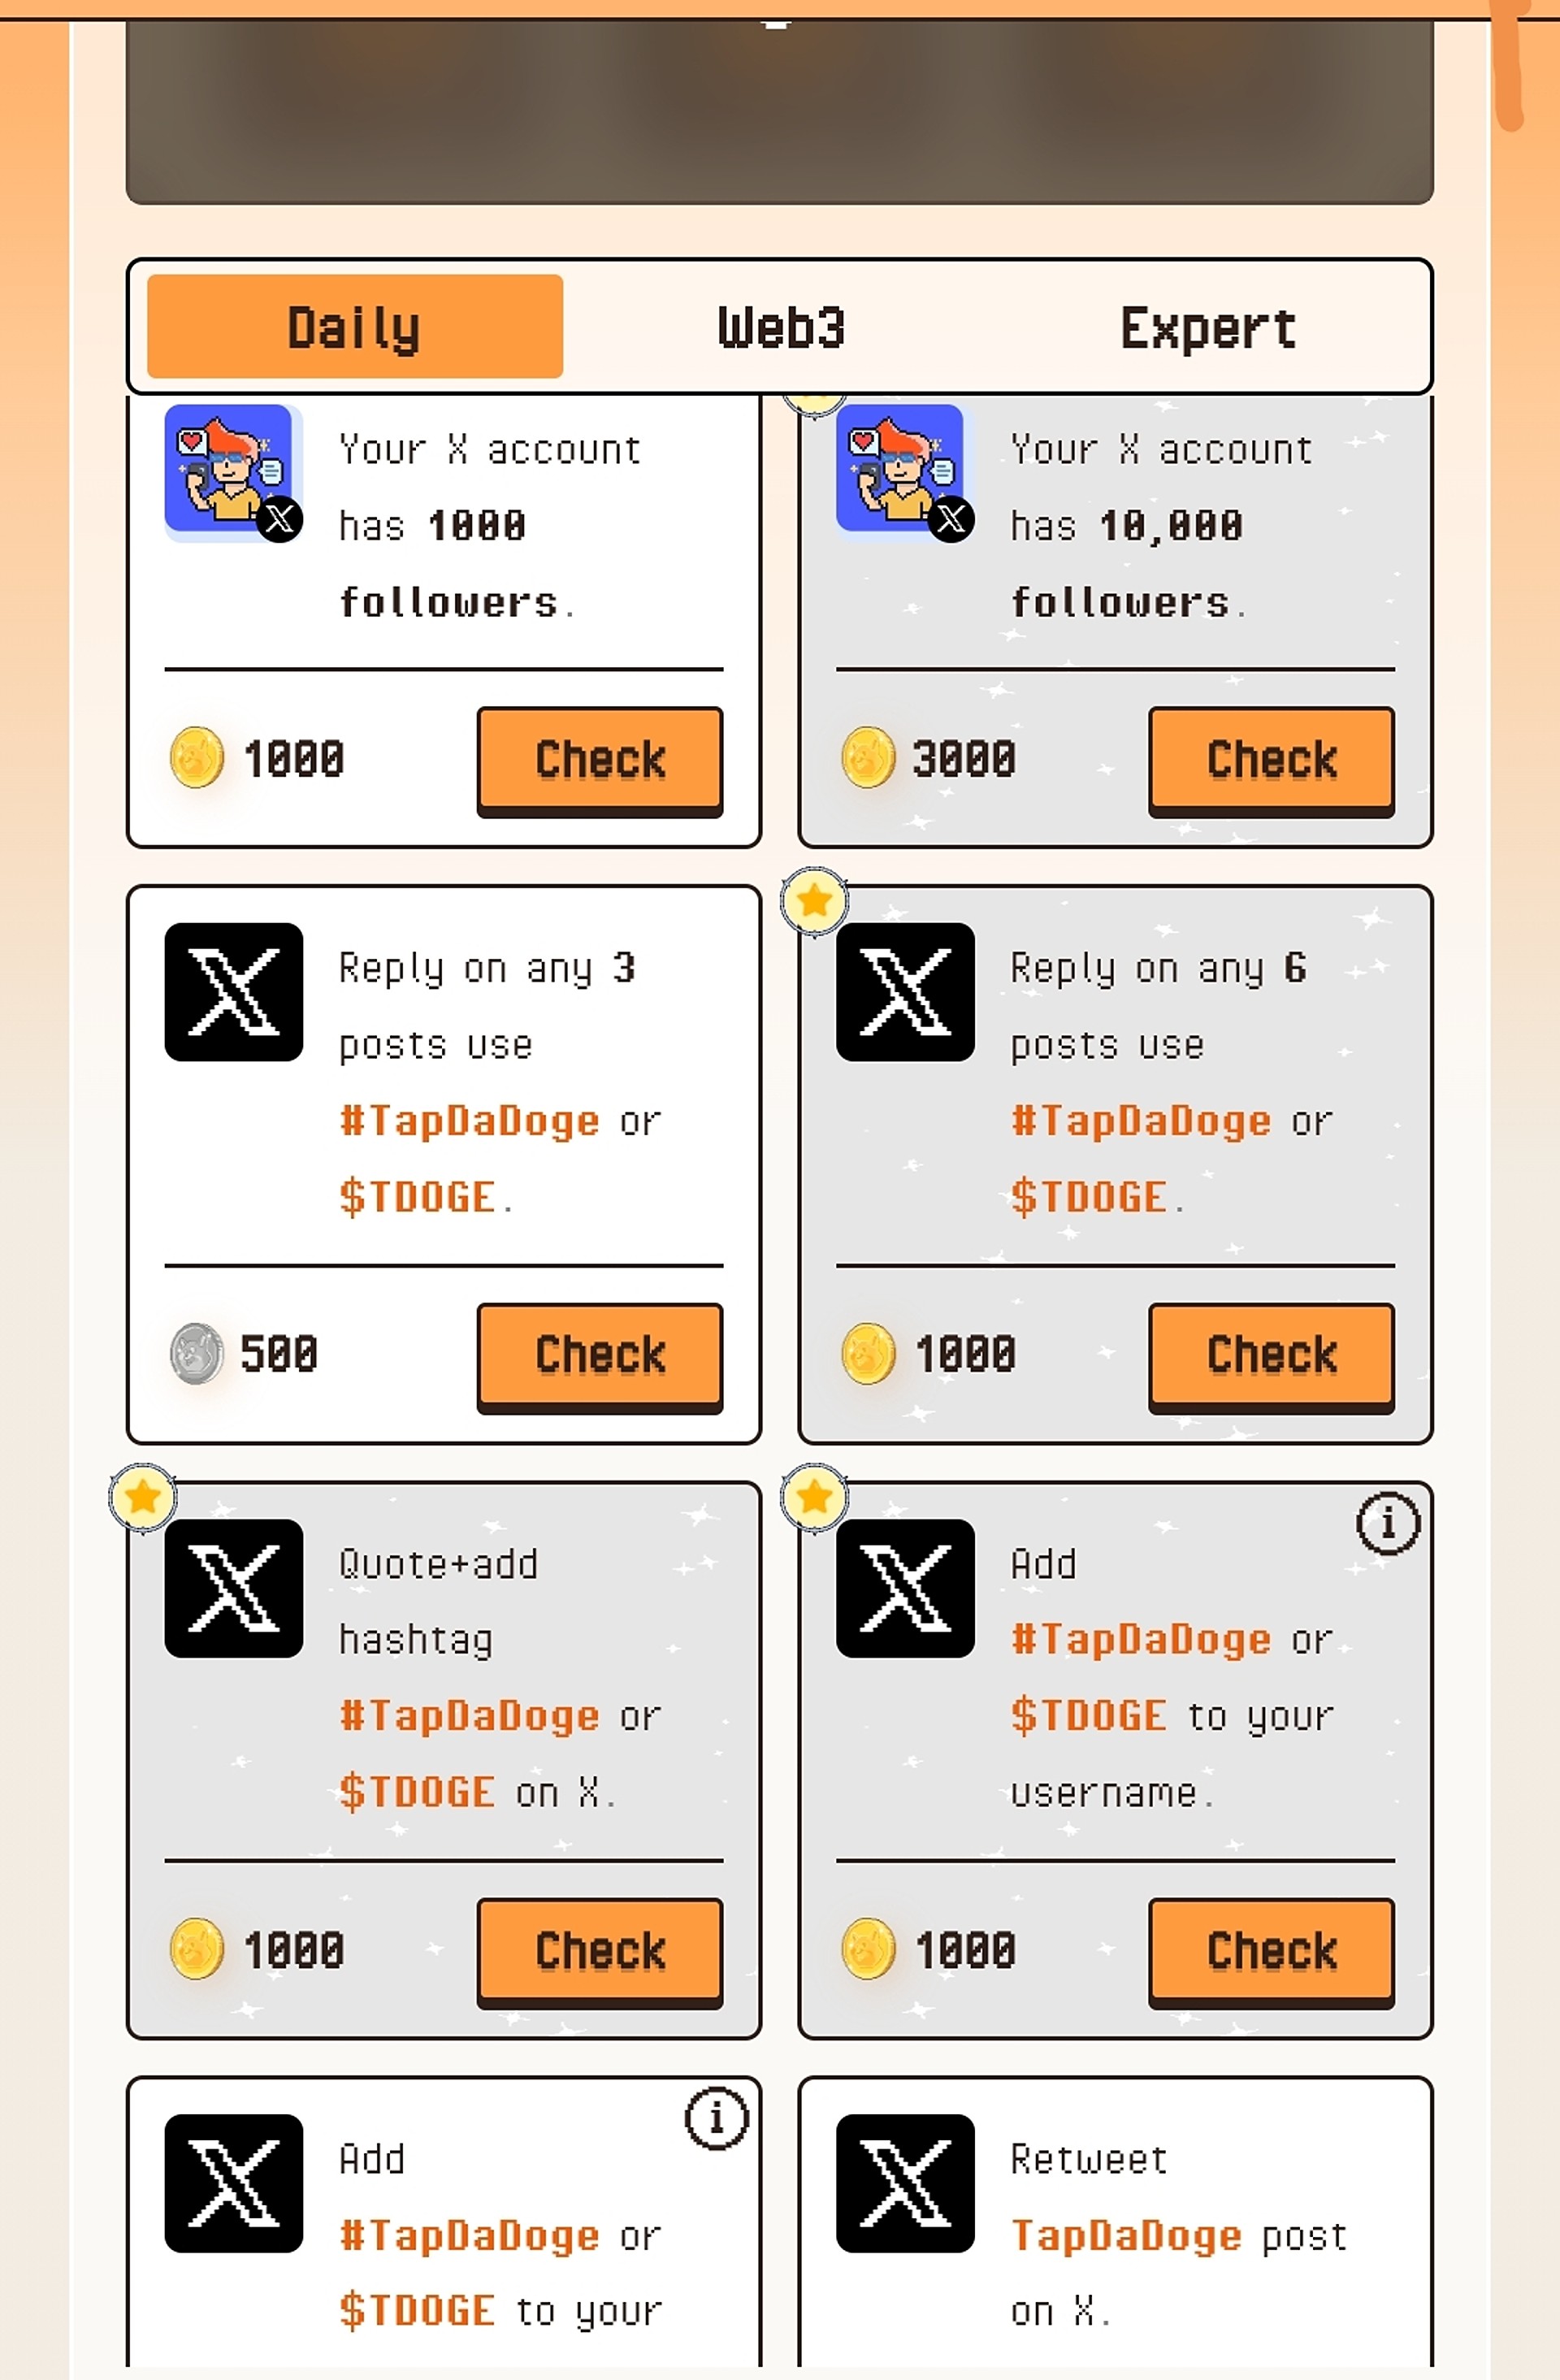 Daily Web3 Expert
Your X account
has 1000
followers.
1000 Check
Your X account
has 10,000
followers.
3000 Check
Reply on any 3
posts use
#TapDaDoge or
$TDOGE.
500 Check
Reply on any 6
posts use
#TapDaDoge or
$TDOGE.
1000 Check
Quote+add
hashtag
#TapDaDoge or
$TDOGE on X.
1000 Check
Add
#TapDaDoge or
$TDOGE to your
username.
1000 Check
Add
#TapDaDoge or
$TDOGE to your
Retweet
TapDaDoge post
on X.